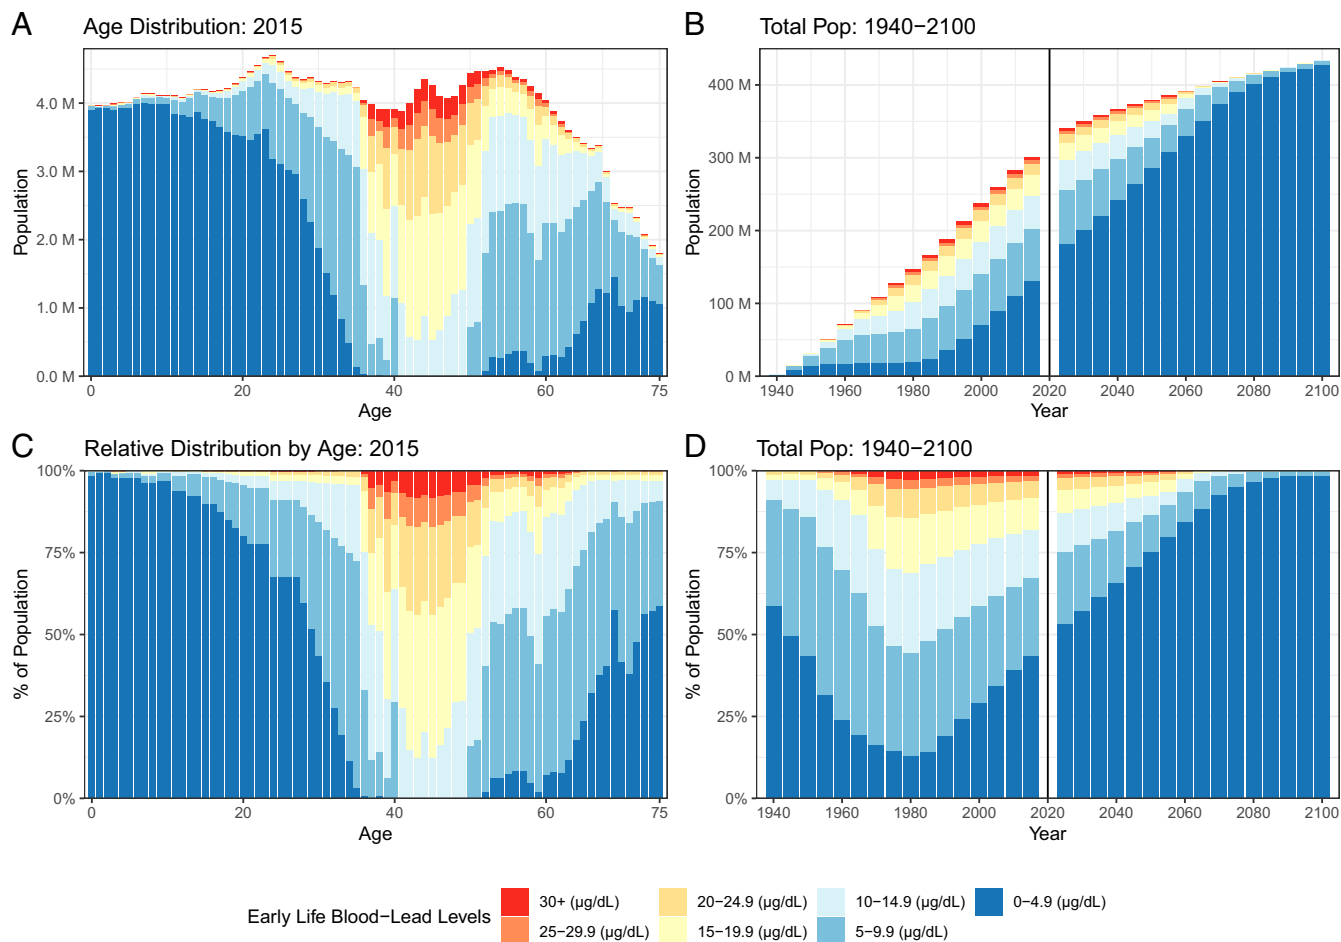 A Age Distribution: 2015
Population
4.0 M
3.0 M
2.0 M
1.0 M
0.0 M
0 20 40 60 75
Age
B Total Pop: 1940−2100
Population
400 M
300 M
200 M
100 M
0 M
1940 1960 1980 2000 2020 2040 2060 2080 2100
Year
C Relative Distribution by Age: 2015
% of Population
100%
75%
50%
25%
0%
0 20 40 60 75
Age
D Total Pop: 1940−2100
% of Population
100%
75%
50%
25%
0%
1940 1960 1980 2000 2020 2040 2060 2080 2100
Year
Early Life Blood−Lead Levels
30+ (µg/dL) 20−24.9 (µg/dL) 10−14.9 (µg/dL) 0−4.9 (µg/dL)
25−29.9 (µg/dL) 15−19.9 (µg/dL) 5−9.9 (µg/dL)